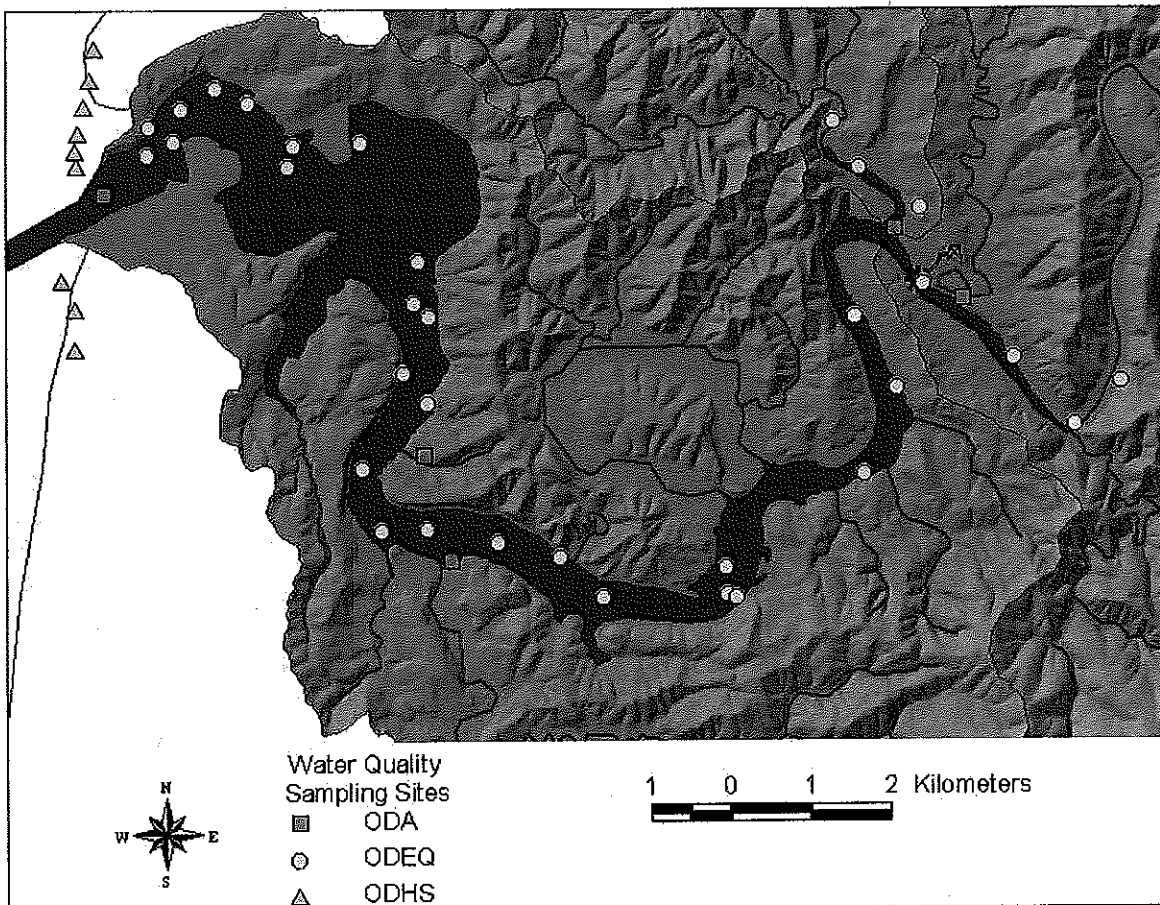 Water Quality
Sampling Sites
ODA
ODEQ
ODHS
N
W E
S
1 0 1 2 Kilometers